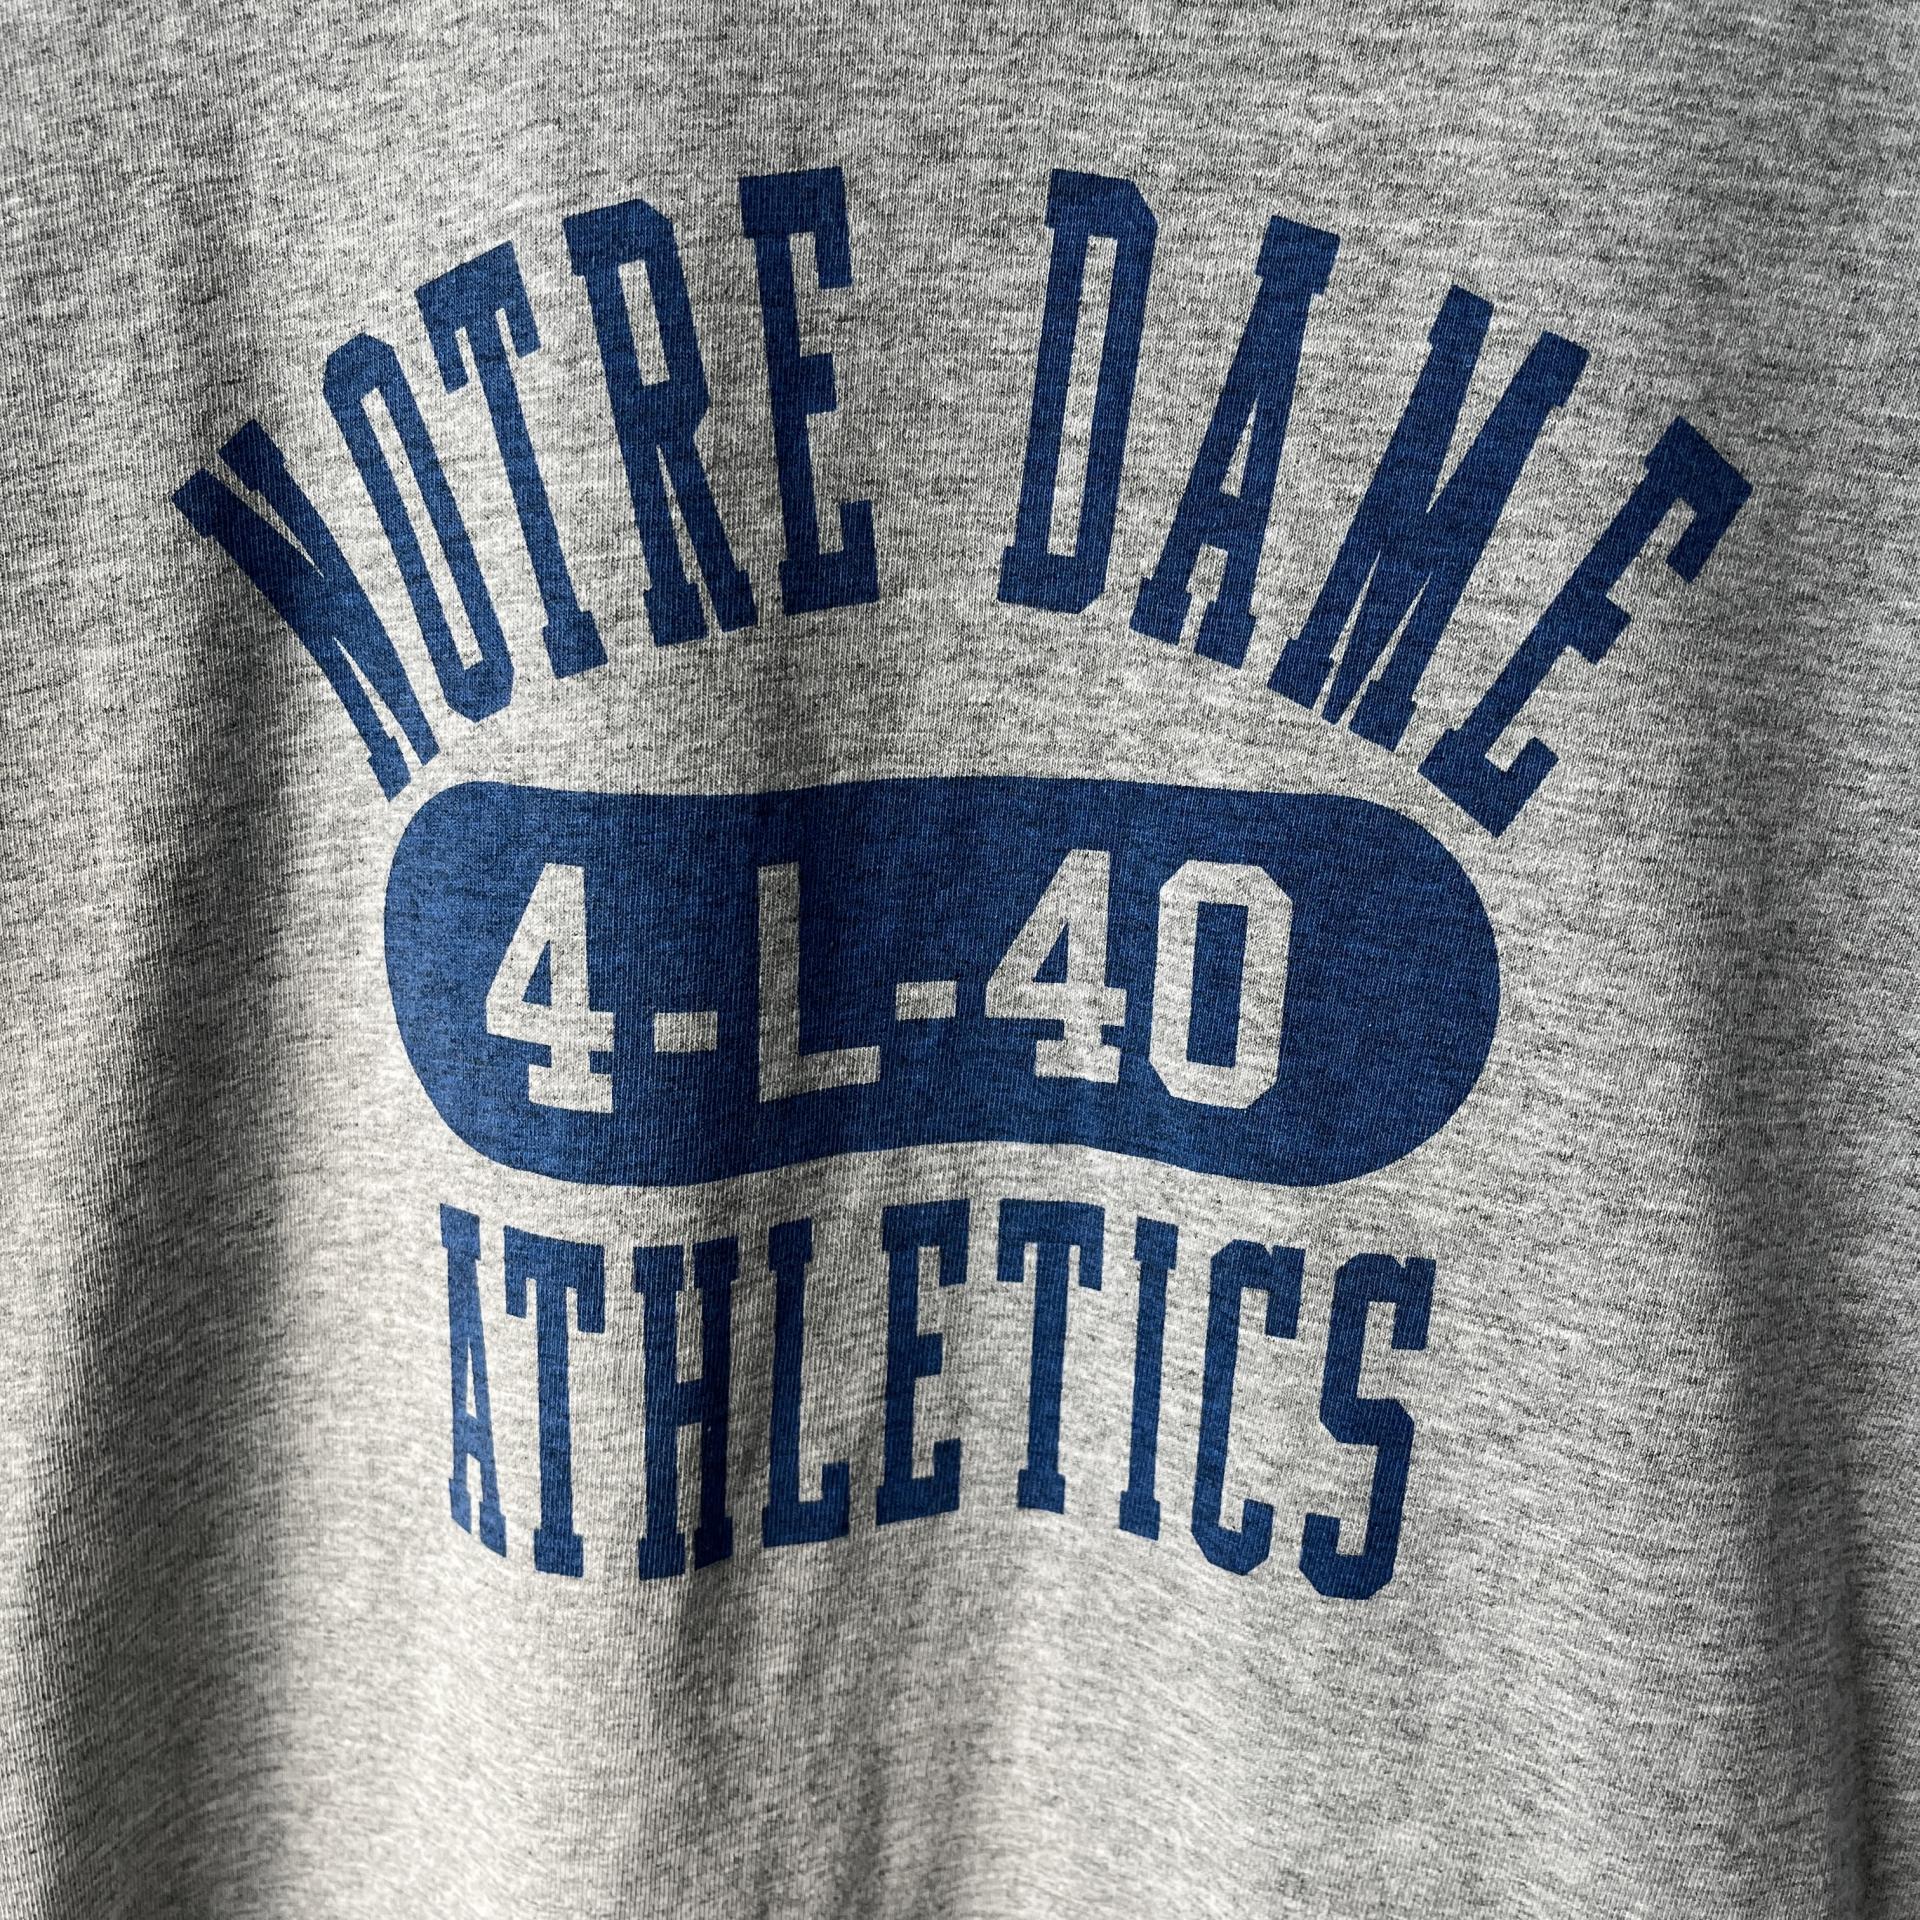 NOTRE DAME
4-L-40
ATHLETICS